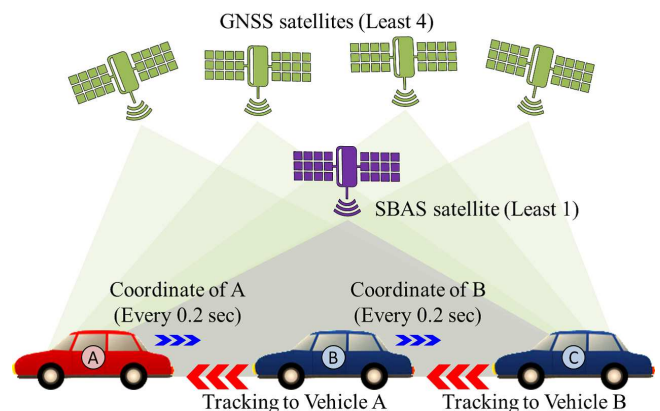 GNSS satellites (Least 4)
SBAS satellite (Least 1)
Coordinate of A
(Every 0.2 sec)
Coordinate of B
(Every 0.2 sec)
A
B
C
Tracking to Vehicle A
Tracking to Vehicle B